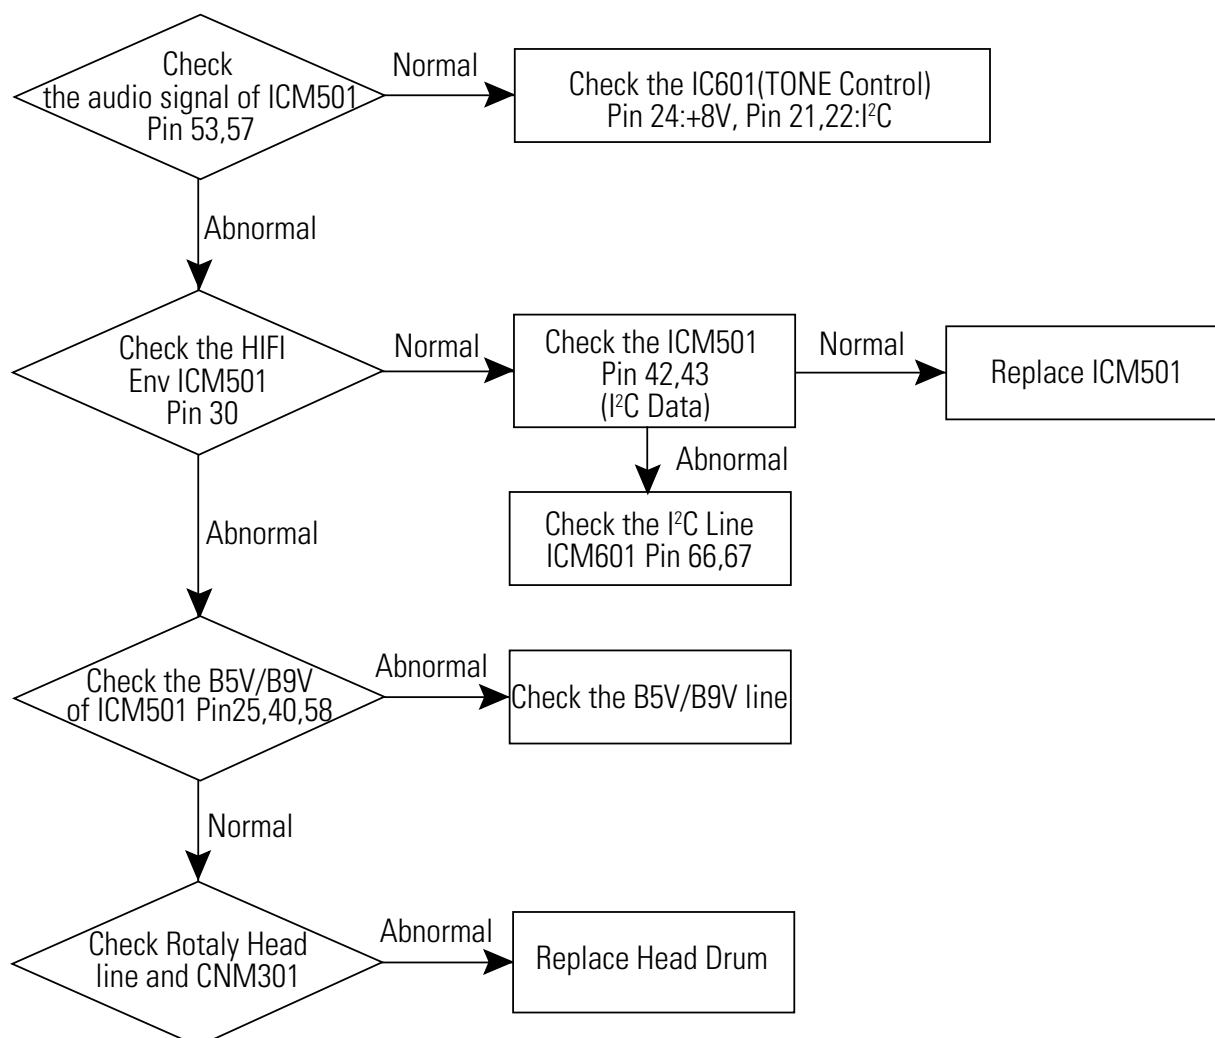 Check
the audio signal of ICM501
Pin 53,57
Normal
Check the IC601(TONE Control)
Pin 24:+8V, Pin 21,22:I²C
Abnormal
Check the HIFI
Env ICM501
Pin 30
Normal
Check the ICM501
Pin 42,43
(I²C Data)
Normal
Replace ICM501
Abnormal
Check the I²C Line
ICM601 Pin 66,67
Abnormal
Check the B5V/B9V
of ICM501 Pin25,40,58
Abnormal
Check the B5V/B9V line
Normal
Check Rotaly Head
line and CNM301
Abnormal
Replace Head Drum